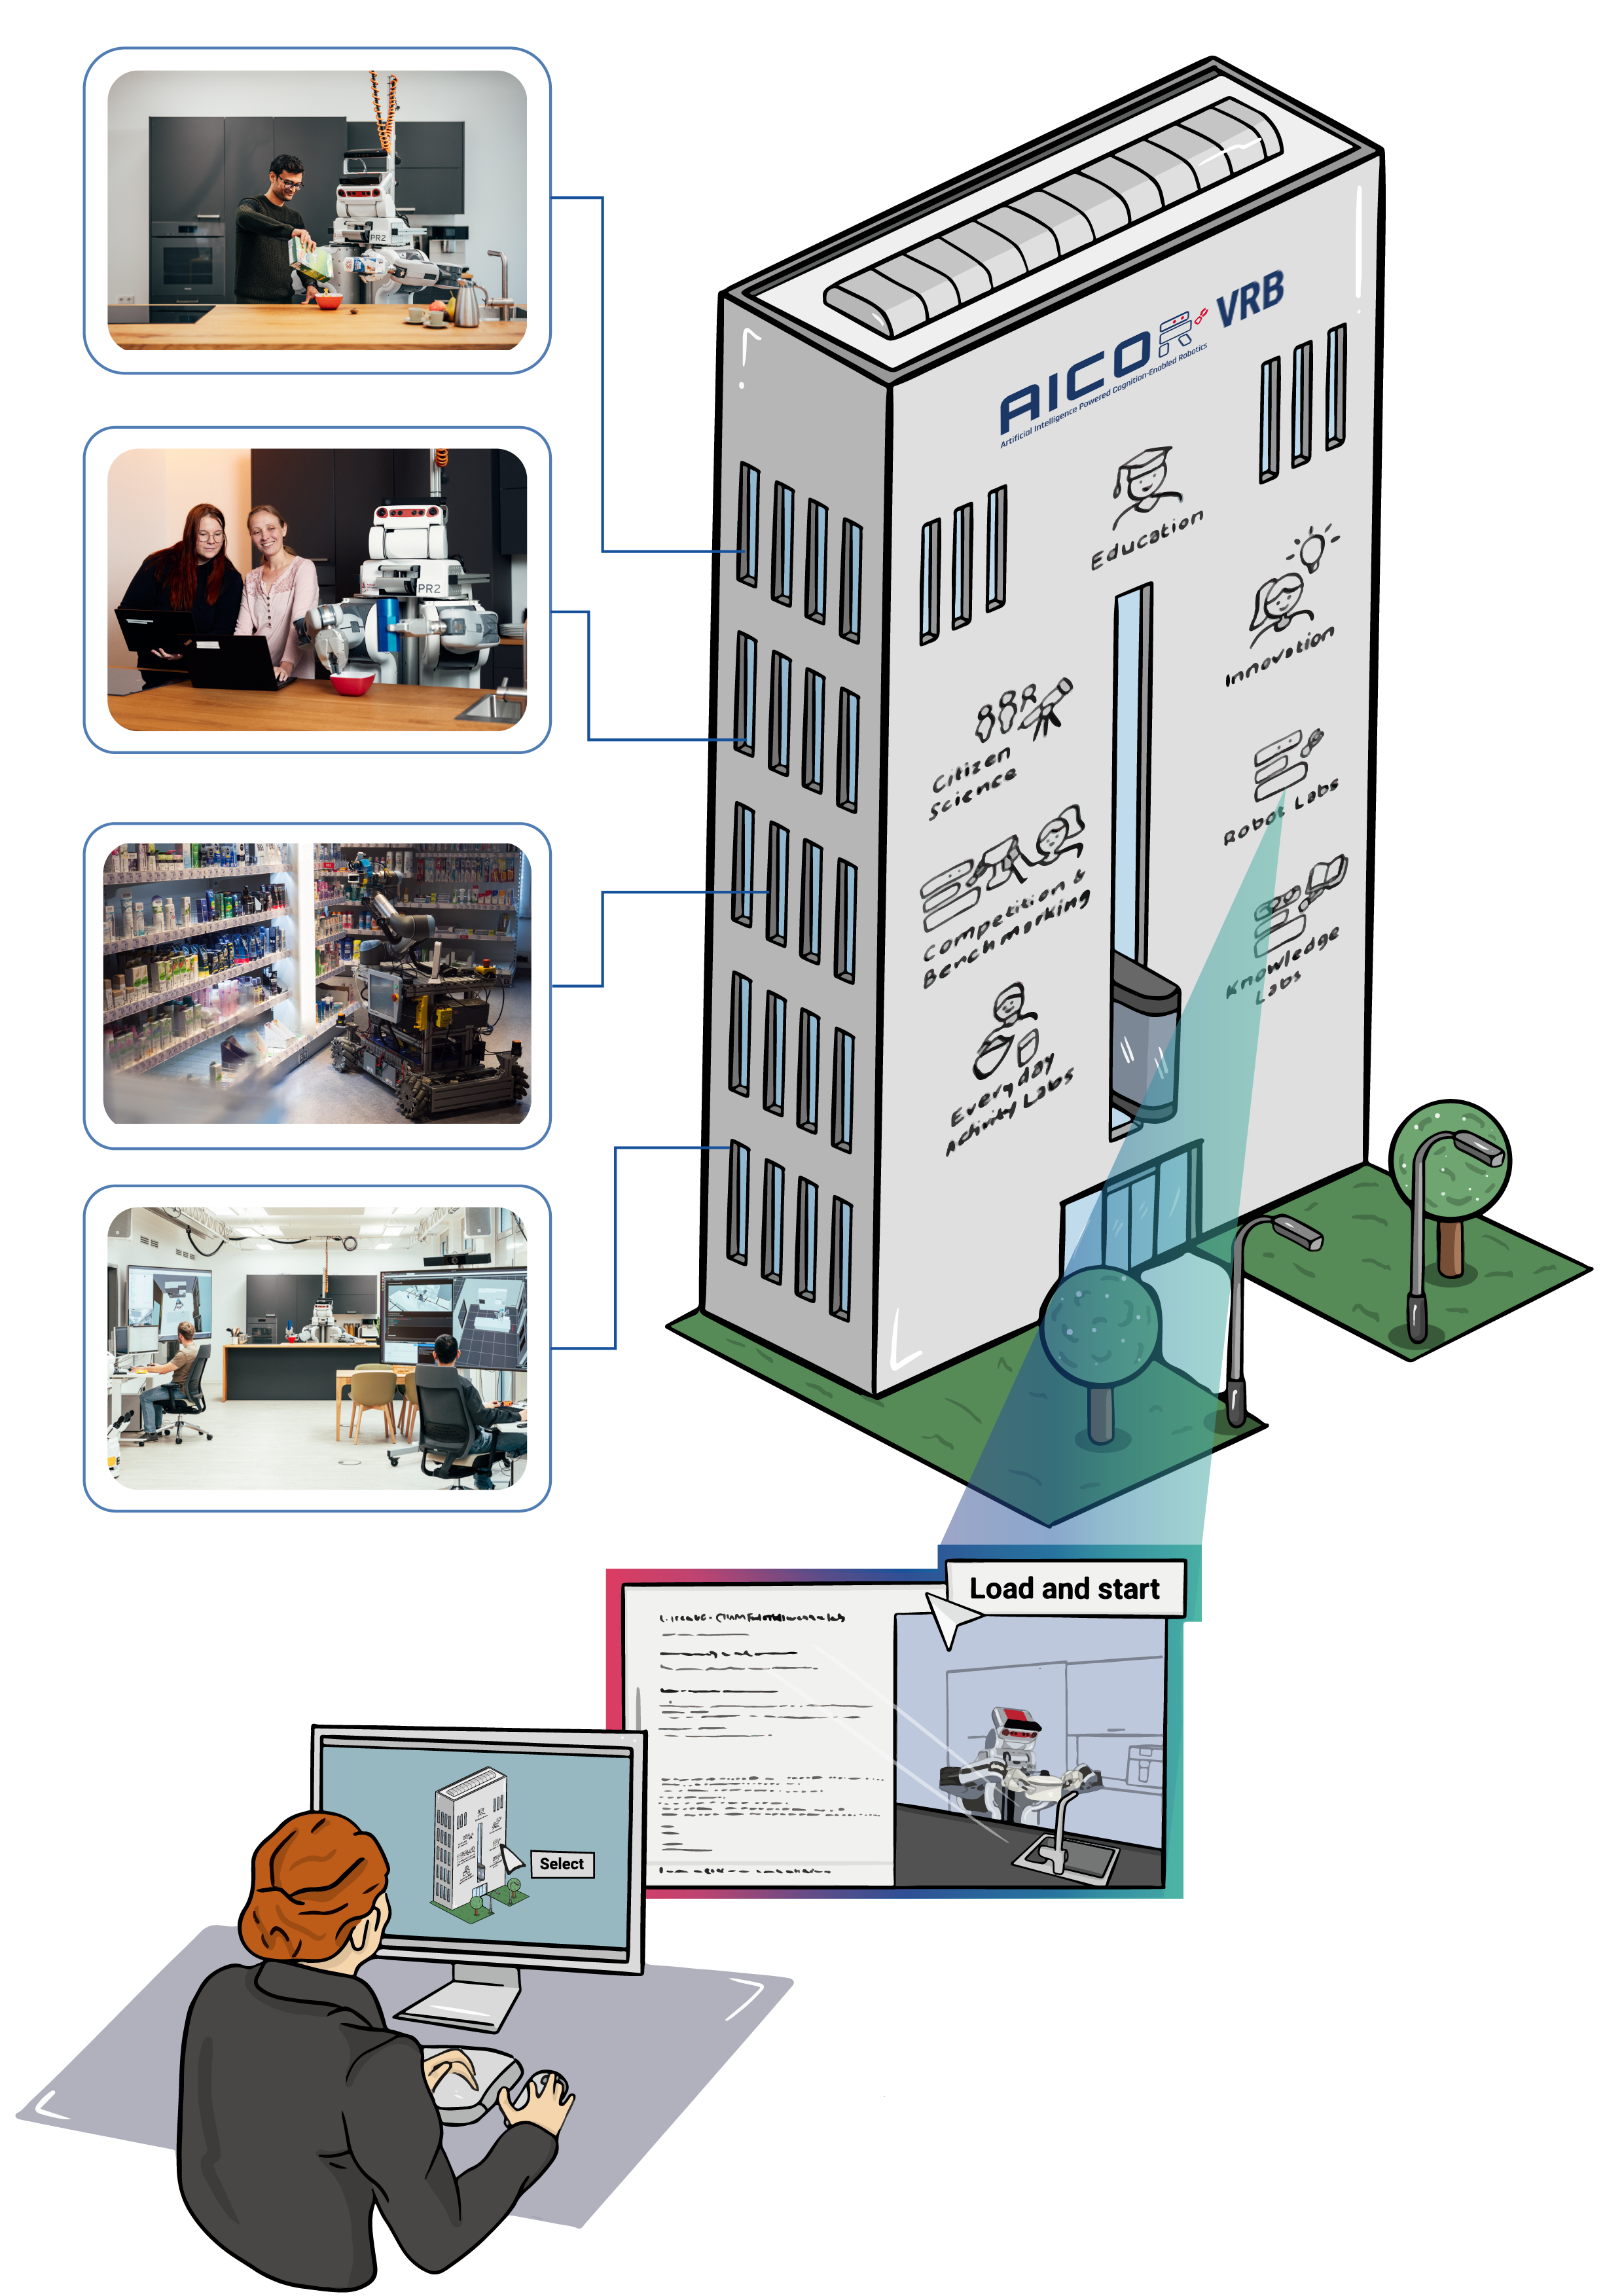 PR2
PR2
AICOR VRB
Artificial Intelligence Powered Cognition-Enabled Robotics
Education
Innovation
Citizen
Science
Robot Labs
Competition &
Benchmarking
Knowledge
Labs
Everyday
Activity Labs
Load and start
Select